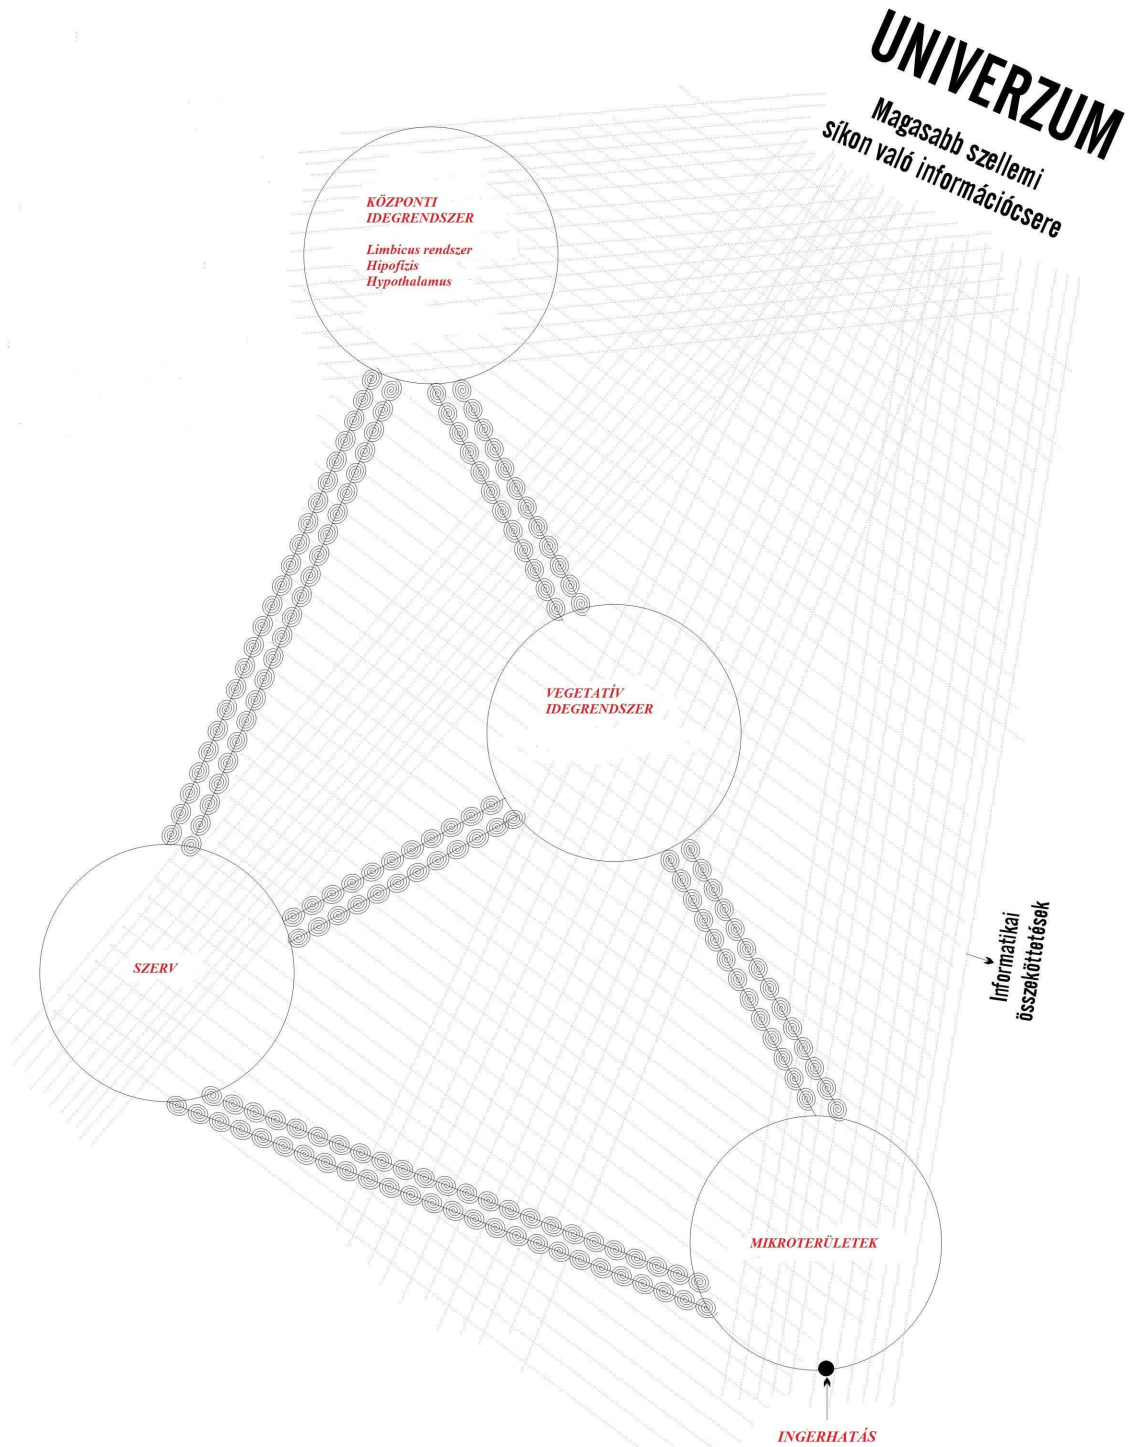 UNIVERZUM
Magasabb szellemi
síkon való információcsere
KÖZPONTI
IDEGRENDSZER
Limbicus rendszer
Hipofízis
Hypothalamus
VEGETATÍV
IDEGRENDSZER
Informatikai
összeköttetések
SZERV
MIKROTERÜLETEK
INGERHATÁS